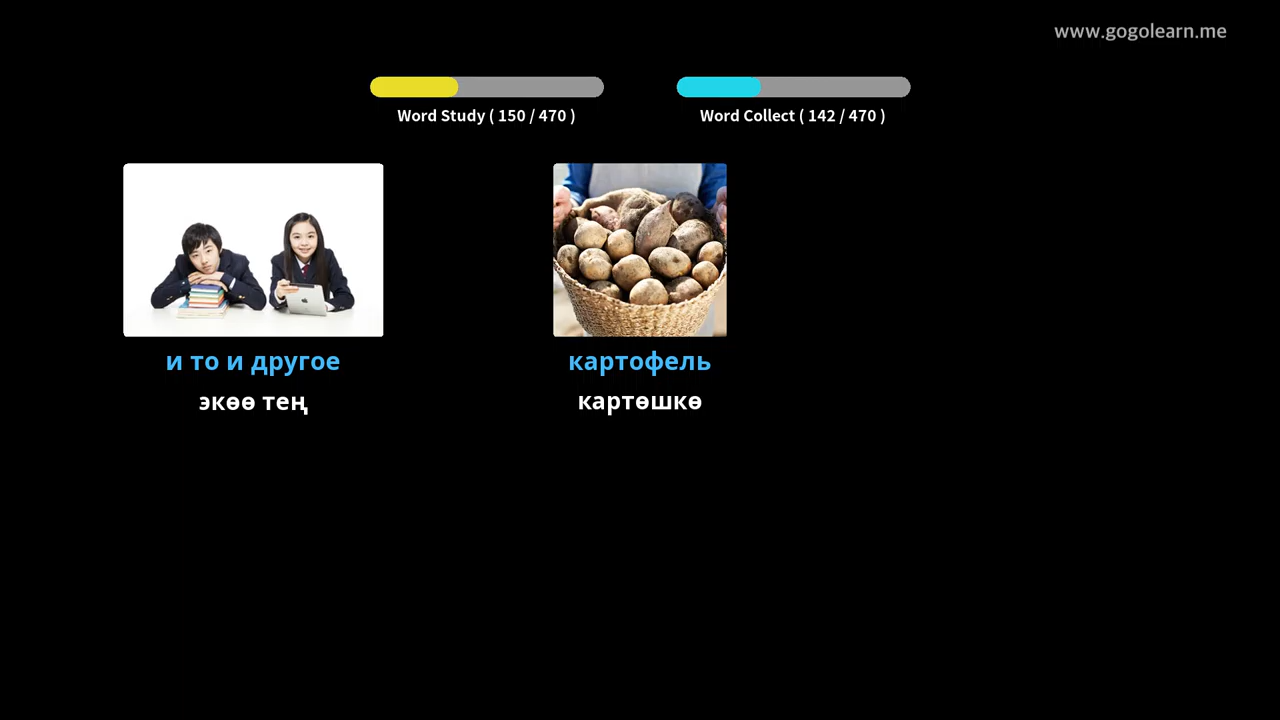 www.gogolearn.me
Word Study ( 150 / 470 )
Word Collect ( 142 / 470 )
и то и другое
экөө тең
картофель
картөшкө